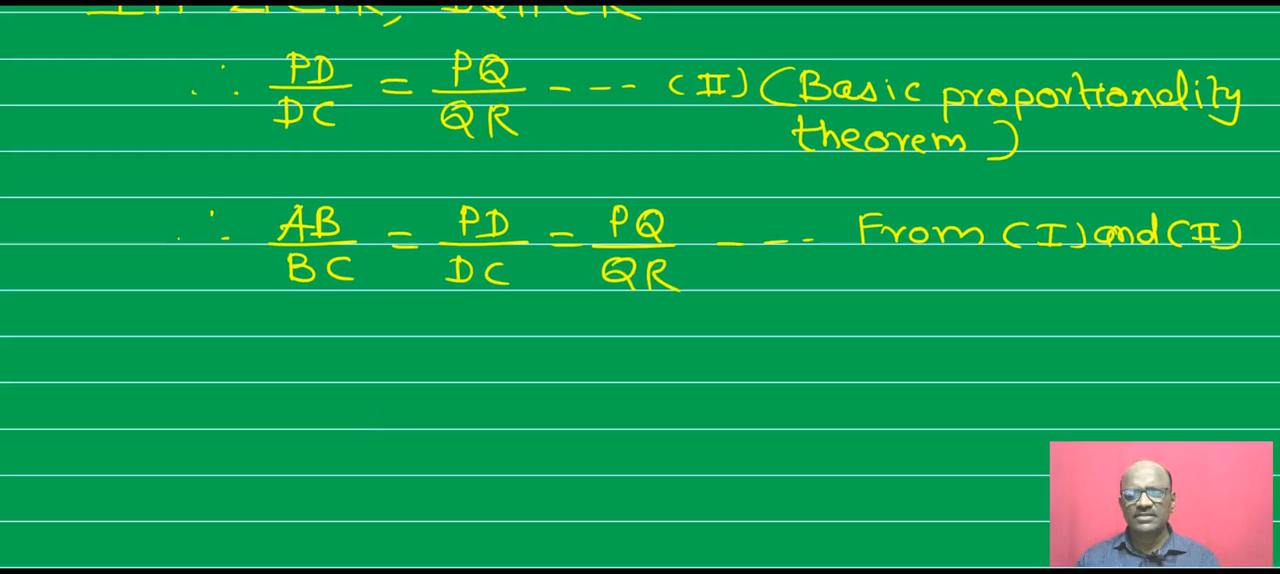 ∴ PD/DC = PQ/QR ---- (II) (Basic proportionality
theorem)
∴ AB/BC = PD/DC = PQ/QR ---- From (I) and (II)